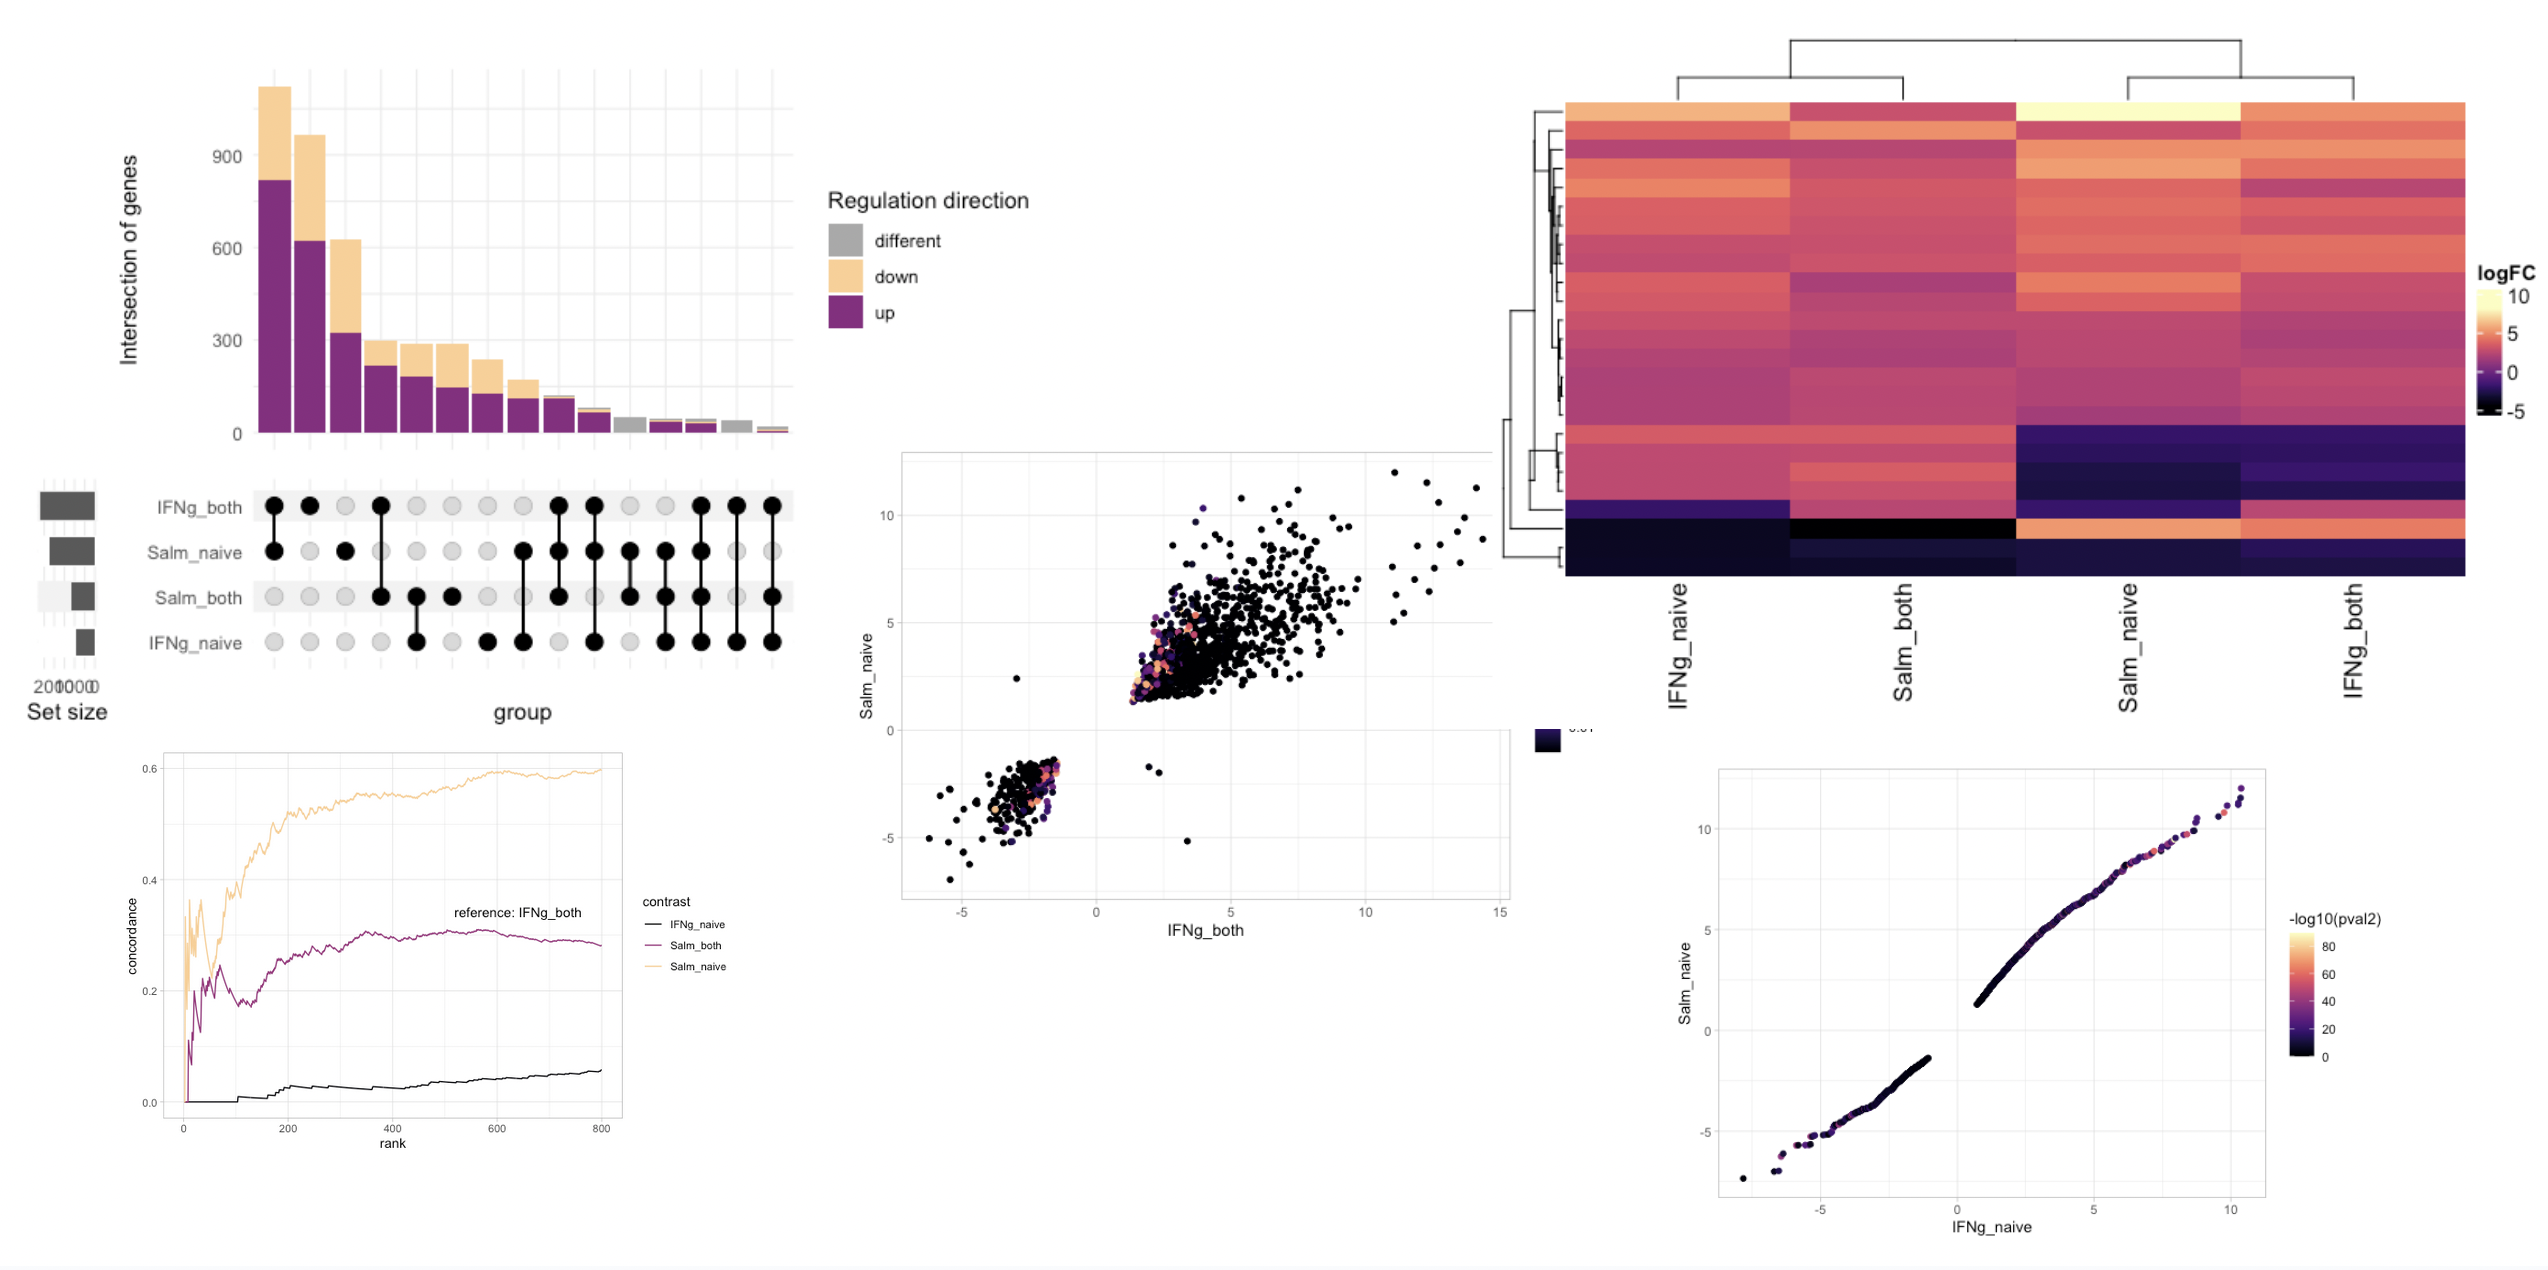 Intersection of genes
900
600
300
0
Regulation direction
different
down
up
IFNg_both
Salm_naive
Salm_both
IFNg_naive
Set size
group
logFC
10
5
0
-5
IFNg_naive
Salm_both
Salm_naive
IFNg_both
Salm_naive
10
5
0
-5
-5
0
5
10
15
IFNg_both
concordance
0.6
0.4
0.2
0.0
reference: IFNg_both
0
200
400
600
800
rank
contrast
IFNg_naive
Salm_both
Salm_naive
Salm_naive
10
5
0
-5
-5
0
5
10
IFNg_naive
-log10(pval2)
80
60
40
20
0